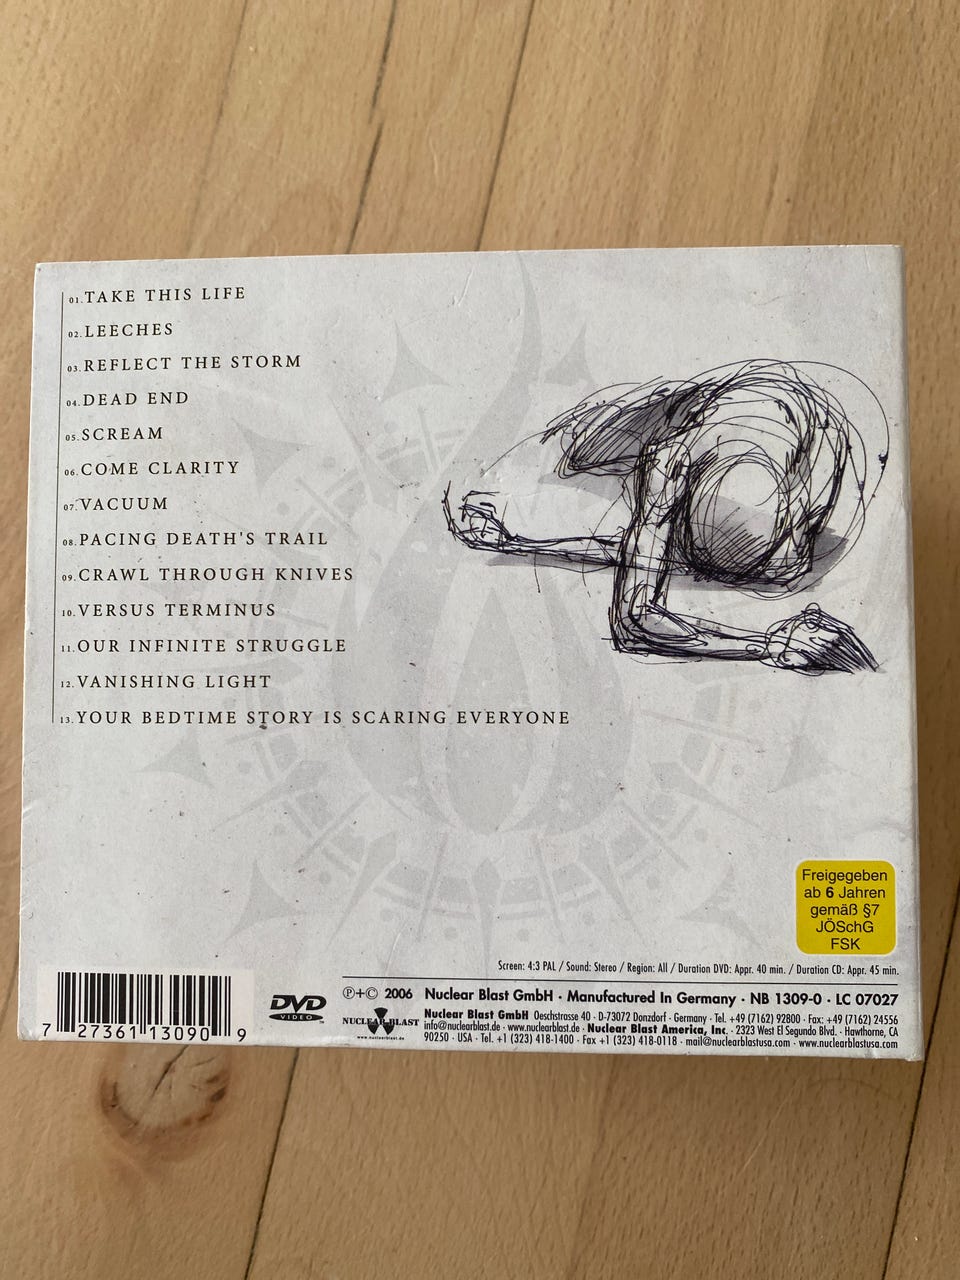 01.TAKE THIS LIFE
02.LEECHES
03.REFLECT THE STORM
04.DEAD END
05.SCREAM
06.COME CLARITY
07.VACUUM
08.PACING DEATH'S TRAIL
09.CRAWL THROUGH KNIVES
10.VERSUS TERMINUS
11.OUR INFINITE STRUGGLE
12.VANISHING LIGHT
13.YOUR BEDTIME STORY IS SCARING EVERYONE
Freigegeben
ab 6 Jahren
gemäß §7
JÖSchG
FSK
Screen: 4:3 PAL / Sound: Stereo / Region: All / Duration DVD: Appr. 40 min. / Duration CD: Appr. 45 min.
7 27361 13090 9
DVD
VIDEO
NUCLEAR BLAST
www.nuclearblast.de
℗+© 2006 Nuclear Blast GmbH · Manufactured In Germany · NB 1309-0 · LC 07027
Nuclear Blast GmbH Oeschstrasse 40 · D-73072 Donzdorf · Germany · Tel. +49 (7162) 92800 · Fax: +49 (7162) 24556
info@nuclearblast.de · www.nuclearblast.de · Nuclear Blast America, Inc. · 2323 West El Segundo Blvd. · Hawthorne, CA
90250 · USA · Tel. +1 (323) 418-1400 · Fax +1 (323) 418-0118 · mail@nuclearblastusa.com · www.nuclearblastusa.com